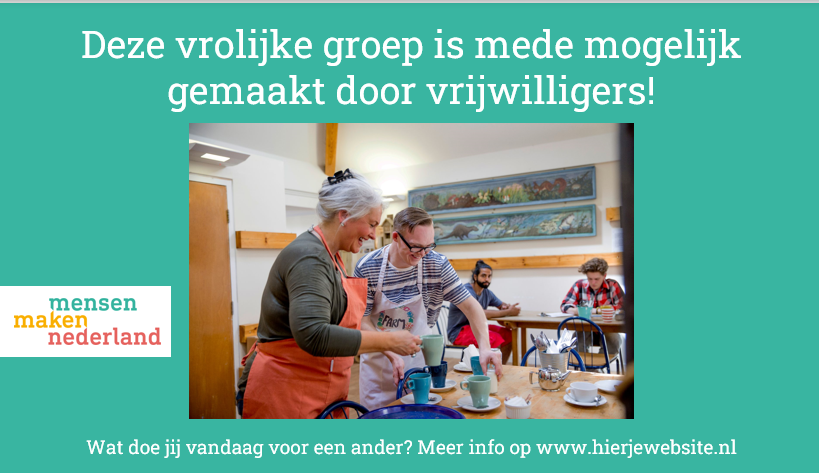 Deze vrolijke groep is mede mogelijk
gemaakt door vrijwilligers!
FARM
mensen
maken
nederland
Wat doe jij vandaag voor een ander? Meer info op www.hierjewebsite.nl